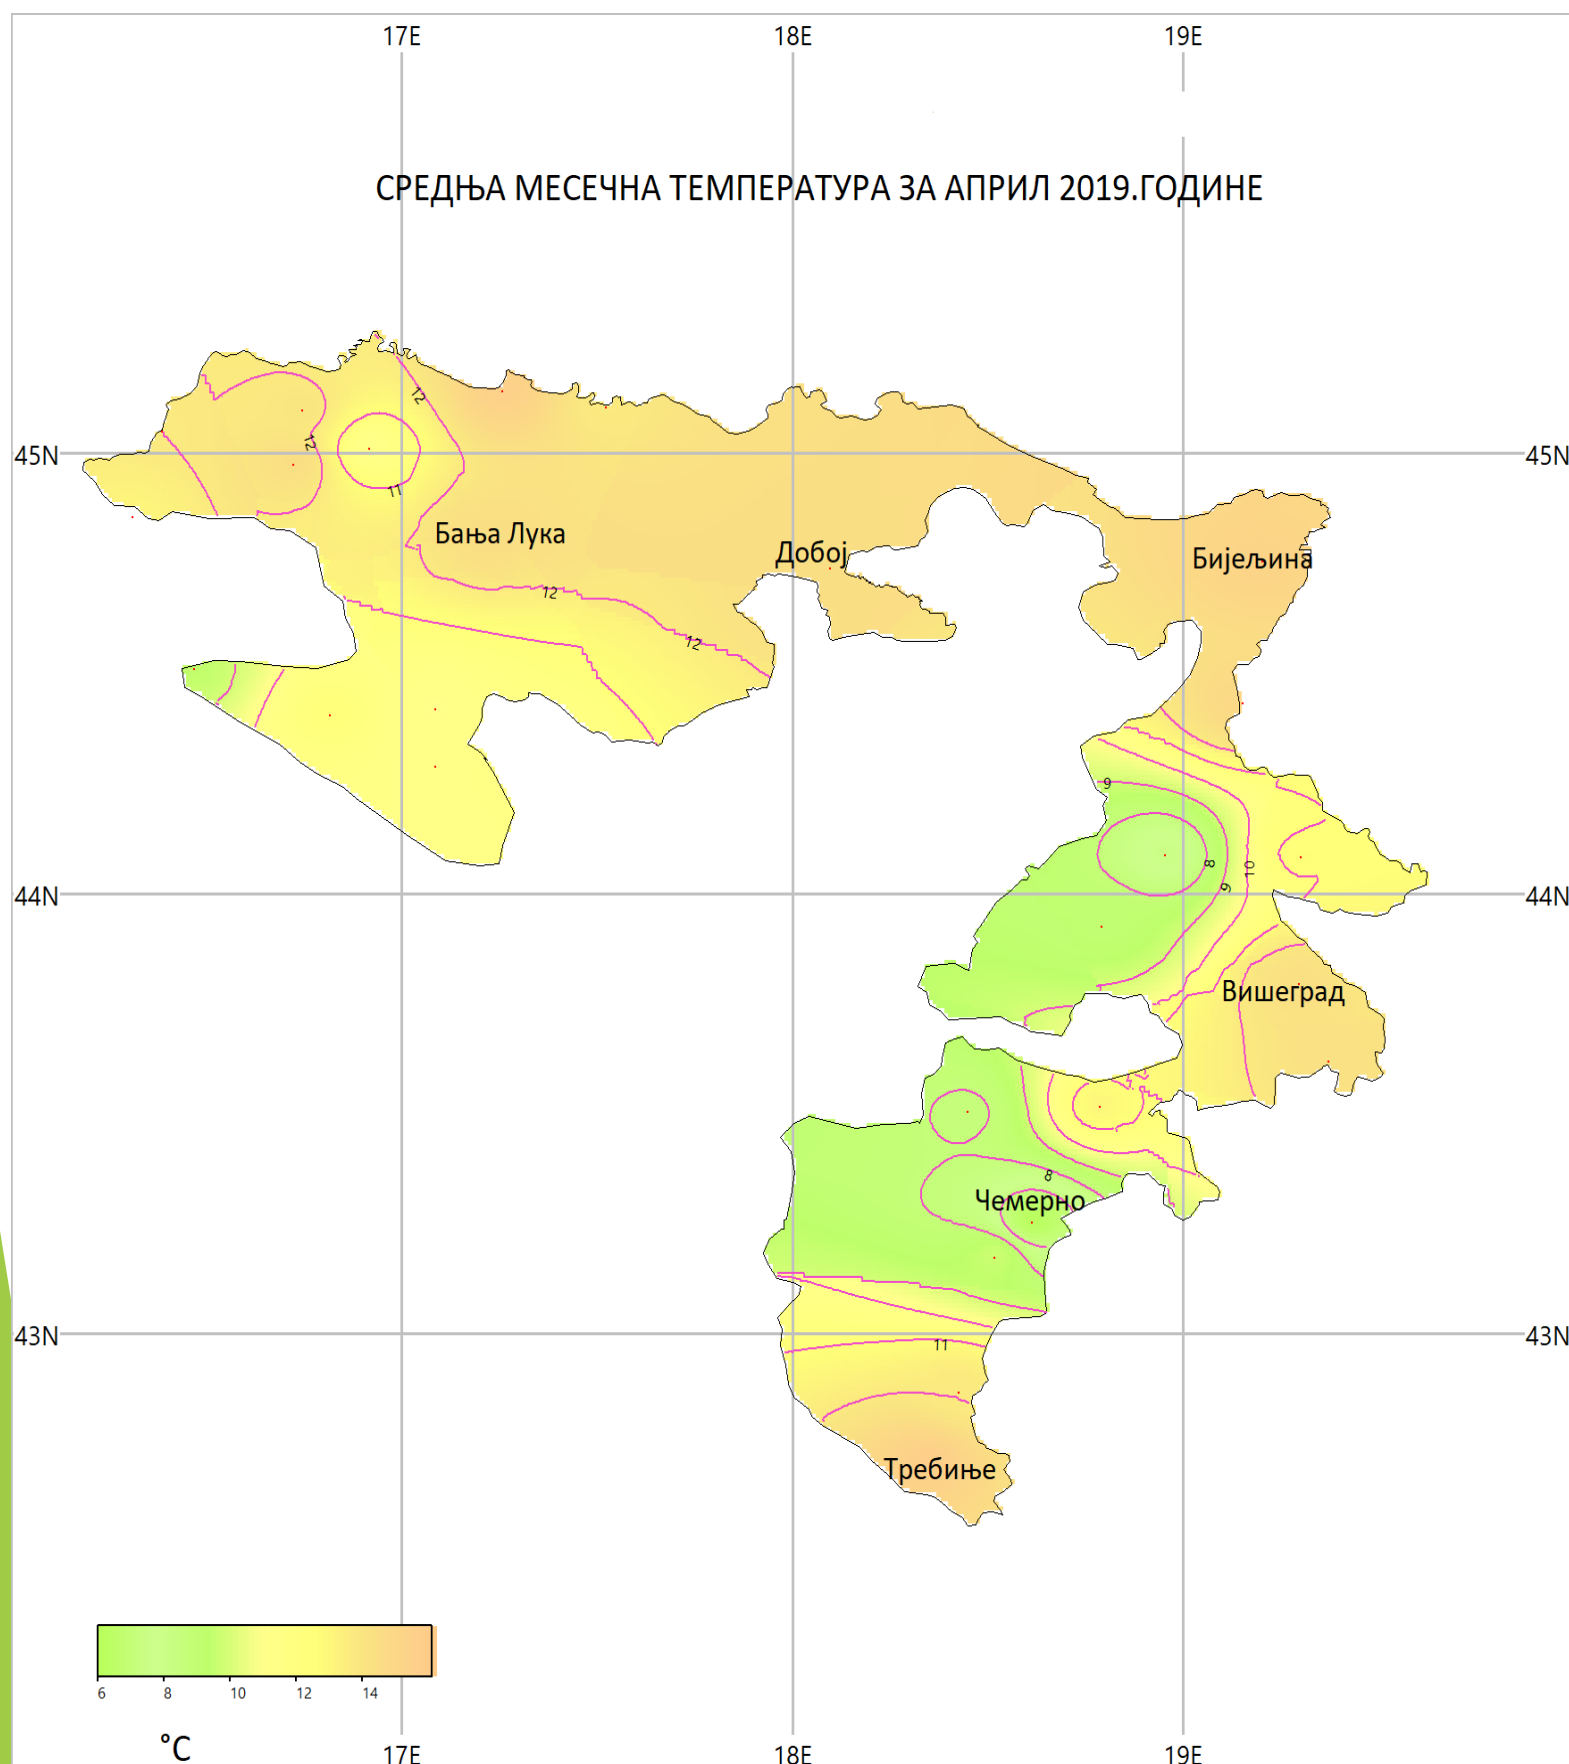 17E 18E 19E
СРЕДЊА МЕСЕЧНА ТЕМПЕРАТУРА ЗА АПРИЛ 2019.ГОДИНЕ
12
12
45N 45N
11
Бања Лука
Добој
Бијељина
12
12
9
8
10
9
44N 44N
Вишеград
8
Чемерно
43N 43N
11
Требиње
6 8 10 12 14
°C
17E 18E 19E